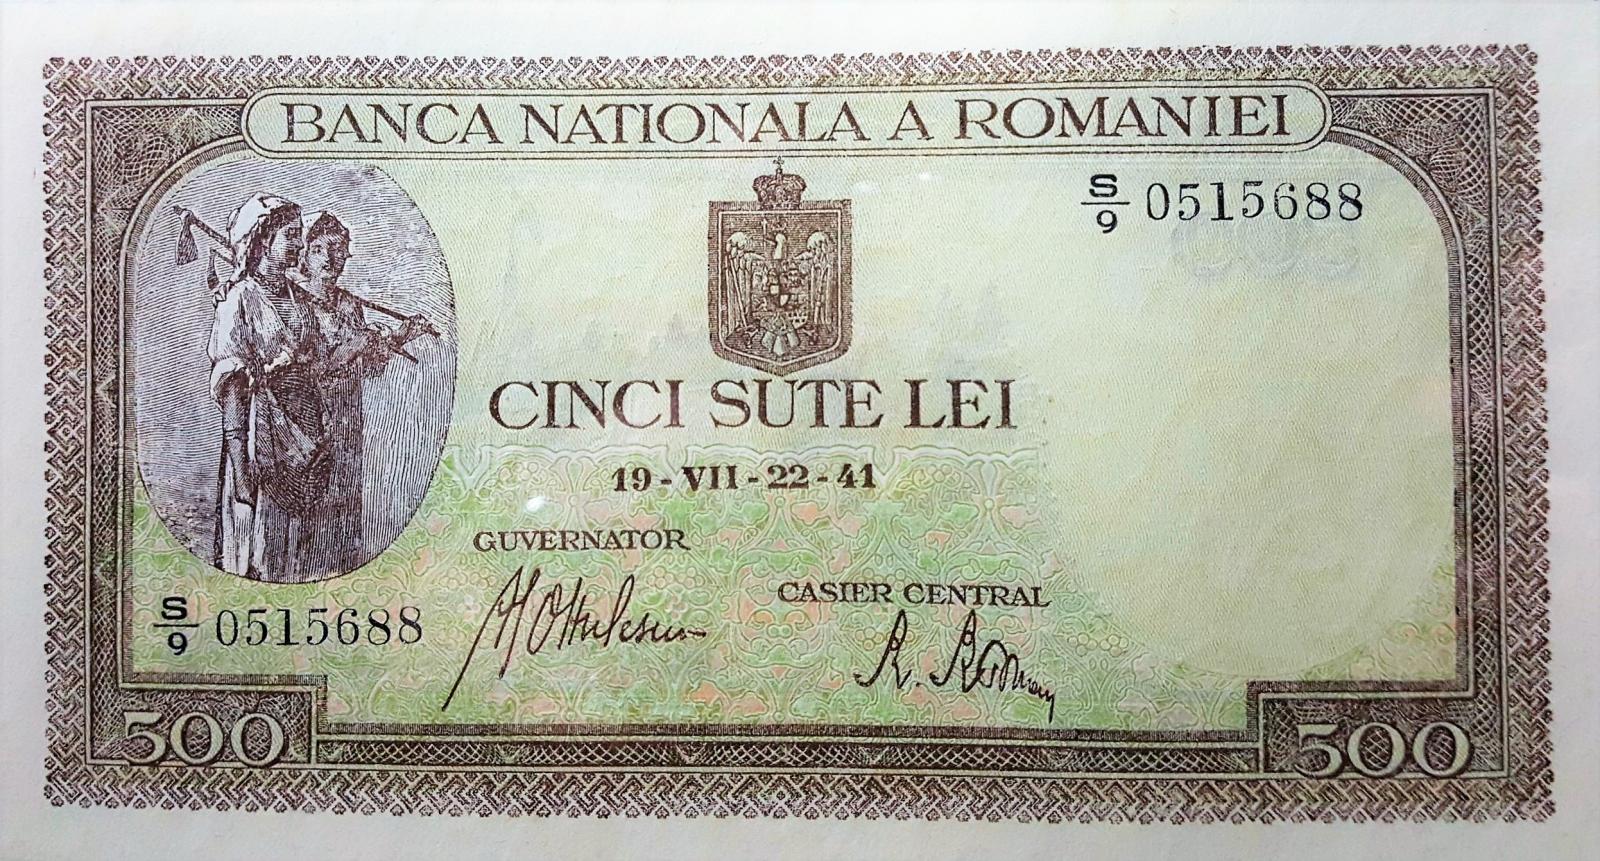 BANCA NATIONALA A ROMANIEI
S/9 0515688
CINCI SUTE LEI
19-VII-22-41
GUVERNATOR
CASIER CENTRAL
S/9 0515688
500
500